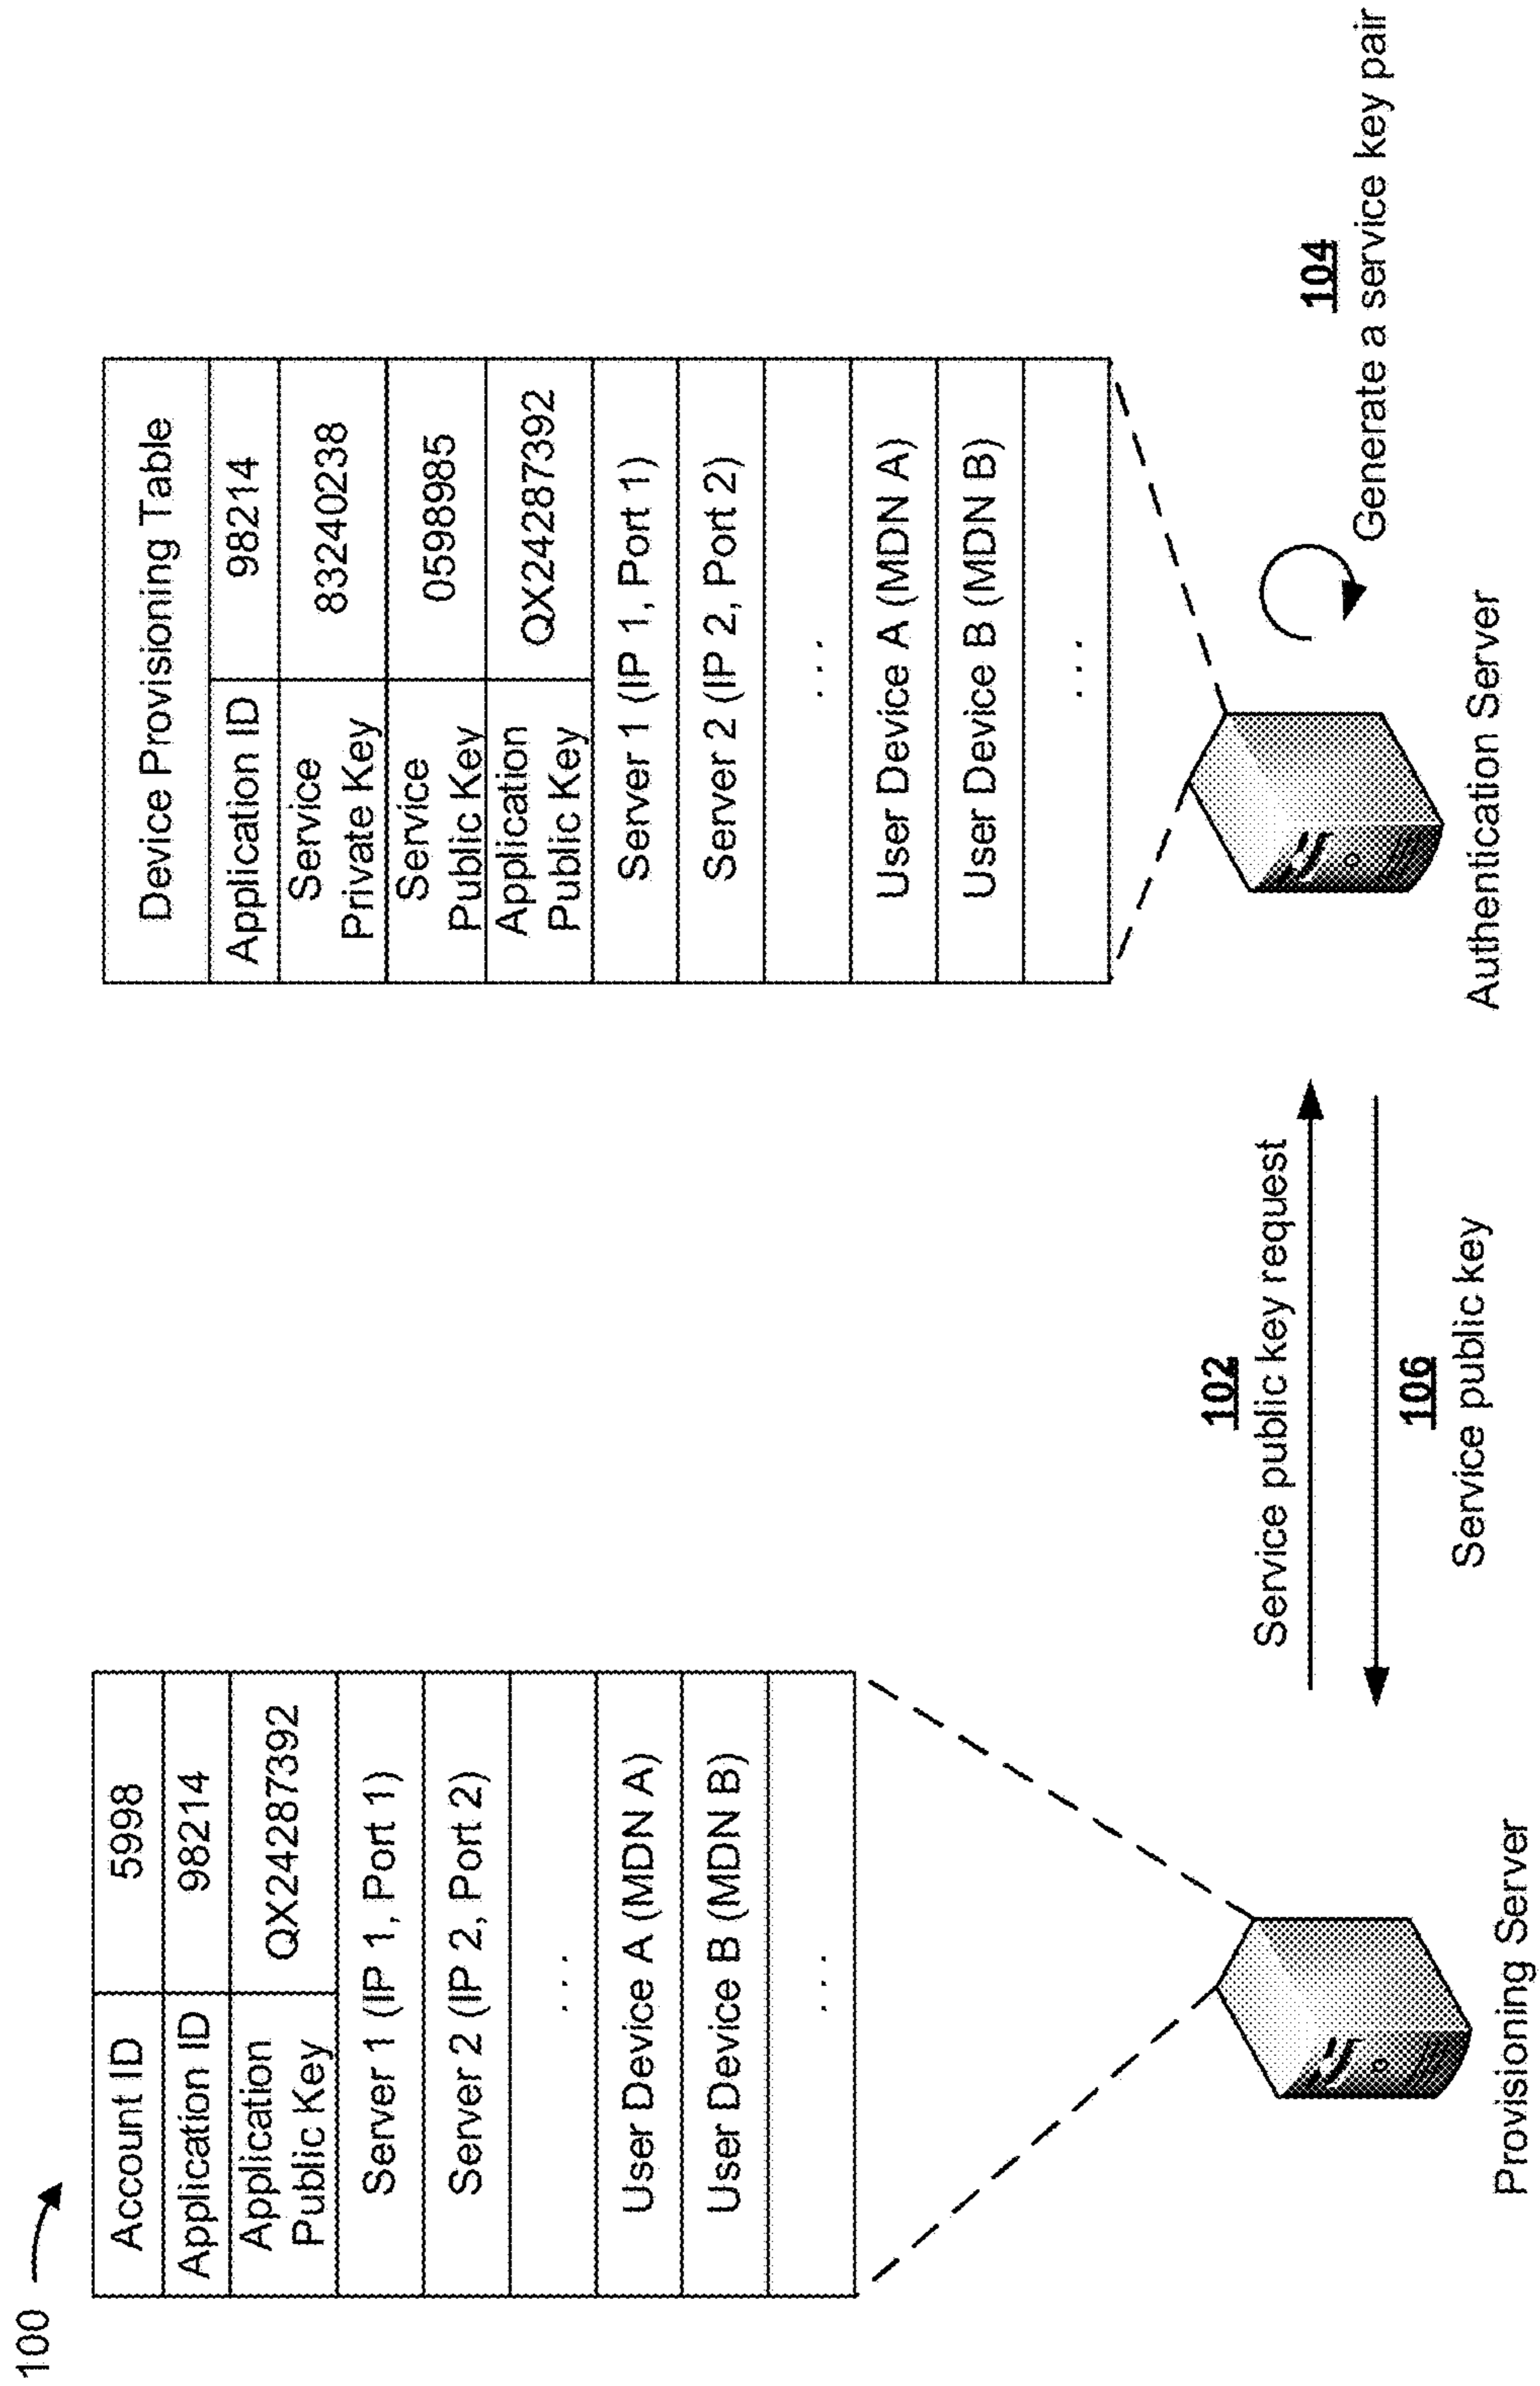 100
Account ID 5998
Application ID 98214
Application
Public Key QX24287392
Server 1 (IP 1, Port 1)
Server 2 (IP 2, Port 2)
. . .
User Device A (MDN A)
User Device B (MDN B)
. . .
Provisioning Server
102
Service public key request
106
Service public key
Device Provisioning Table
Application ID 98214
Service
Private Key 83240238
Service
Public Key 0598985
Application
Public Key QX24287392
Server 1 (IP 1, Port 1)
Server 2 (IP 2, Port 2)
. . .
User Device A (MDN A)
User Device B (MDN B)
. . .
104
Generate a service key pair
Authentication Server